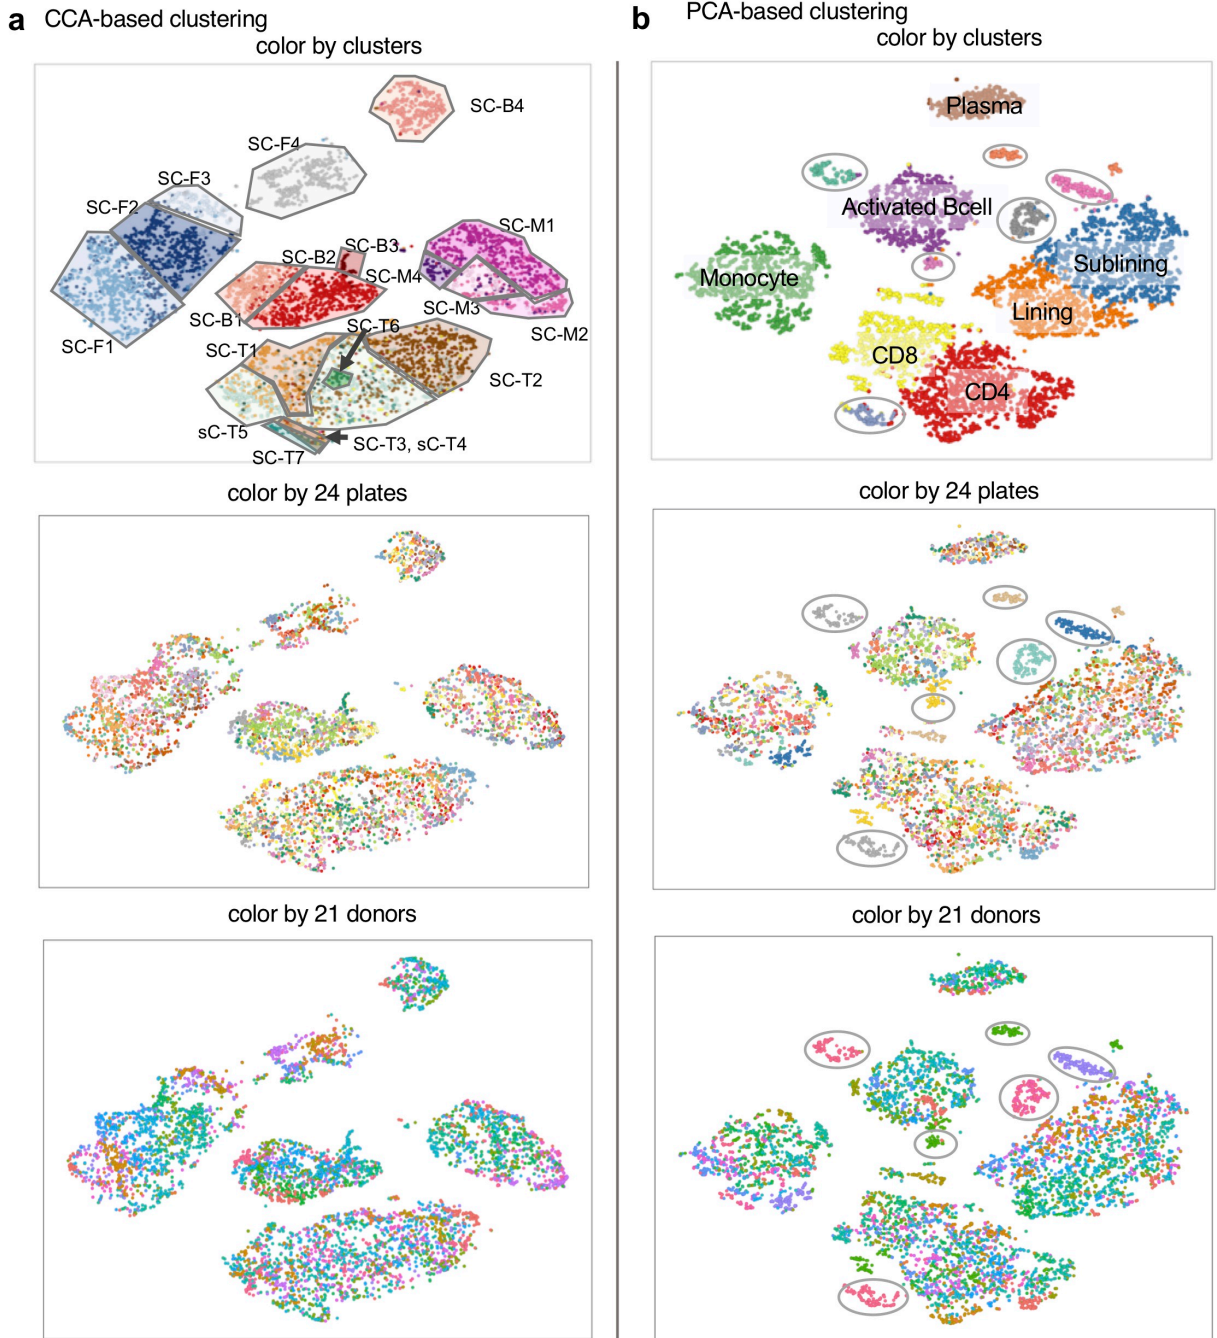 a CCA-based clustering
color by clusters
SC-B4
SC-F4
SC-F3
SC-F2
SC-M1
SC-B3
SC-B2
SC-M4
SC-M3
SC-B1
SC-M2
SC-T6
SC-F1
SC-T1
SC-T2
sC-T5
SC-T3, sC-T4
SC-T7
color by 24 plates
color by 21 donors
b PCA-based clustering
color by clusters
Plasma
Activated Bcell
Monocyte
Sublining
Lining
CD8
CD4
color by 24 plates
color by 21 donors